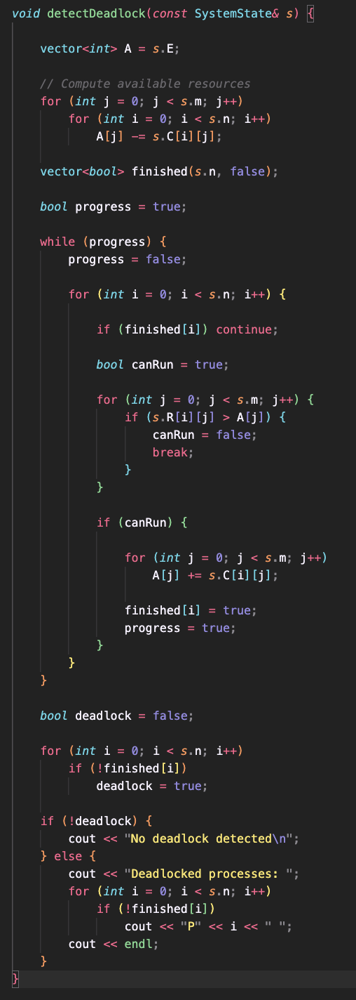 void detectDeadlock(const SystemState& s) {
vector<int> A = s.E;
// Compute available resources
for (int j = 0; j < s.m; j++)
for (int i = 0; i < s.n; i++)
A[j] -= s.C[i][j];
vector<bool> finished(s.n, false);
bool progress = true;
while (progress) {
progress = false;
for (int i = 0; i < s.n; i++) {
if (finished[i]) continue;
bool canRun = true;
for (int j = 0; j < s.m; j++) {
if (s.R[i][j] > A[j]) {
canRun = false;
break;
}
}
if (canRun) {
for (int j = 0; j < s.m; j++)
A[j] += s.C[i][j];
finished[i] = true;
progress = true;
}
}
}
bool deadlock = false;
for (int i = 0; i < s.n; i++)
if (!finished[i])
deadlock = true;
if (!deadlock) {
cout << "No deadlock detected\n";
} else {
cout << "Deadlocked processes: ";
for (int i = 0; i < s.n; i++)
if (!finished[i])
cout << "P" << i << " ";
cout << endl;
}
}